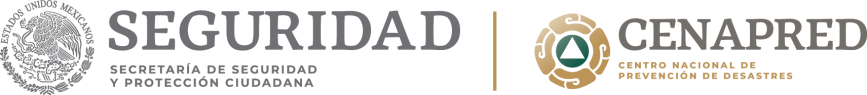 ESTADOS UNIDOS MEXICANOS
SEGURIDAD
SECRETARÍA DE SEGURIDAD
Y PROTECCIÓN CIUDADANA
CENAPRED
CENTRO NACIONAL DE
PREVENCIÓN DE DESASTRES